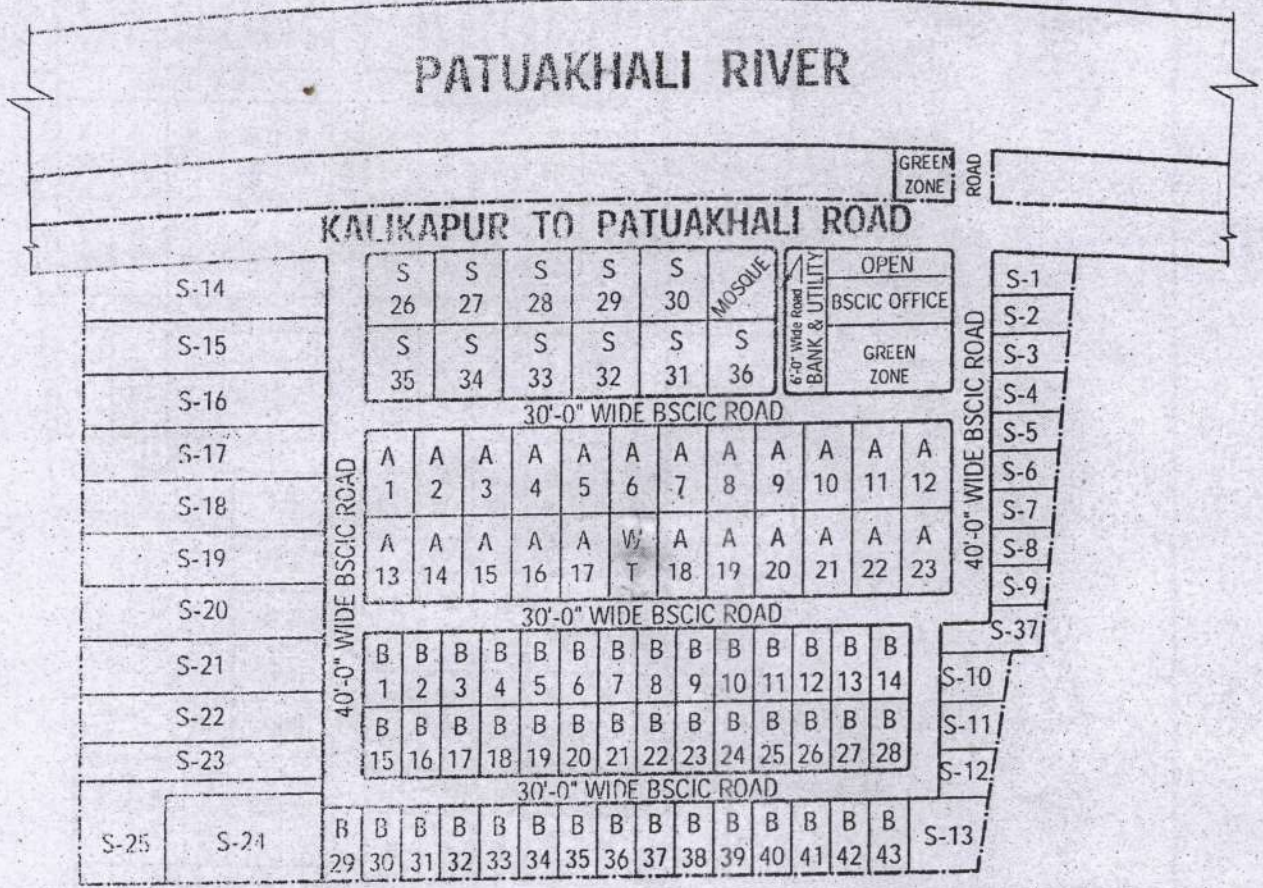 PATUAKHALI RIVER
GREEN
ZONE
ROAD
KALIKAPUR TO PATUAKHALI ROAD
S-14
S-15
S-16
S-17
S-18
S-19
S-20
S-21
S-22
S-23
S-25
S-24
40'-0" WIDE BSCIC ROAD
S S S S S MOSQUE
26 27 28 29 30
S S S S S S
35 34 33 32 31 36
6'-0" Wide Road
BANK & UTILITY
OPEN
BSCIC OFFICE
GREEN
ZONE
30'-0" WIDE BSCIC ROAD
A A A A A A A A A A A A
1 2 3 4 5 6 7 8 9 10 11 12
A A A A A W A A A A A A
13 14 15 16 17 T 18 19 20 21 22 23
30'-0" WIDE BSCIC ROAD
B B B B B B B B B B B B B B
1 2 3 4 5 6 7 8 9 10 11 12 13 14
B B B B B B B B B B B B B B
15 16 17 18 19 20 21 22 23 24 25 26 27 28
30'-0" WIDE BSCIC ROAD
B B B B B B B B B B B B B B B
29 30 31 32 33 34 35 36 37 38 39 40 41 42 43
40'-0" WIDE BSCIC ROAD
S-1
S-2
S-3
S-4
S-5
S-6
S-7
S-8
S-9
S-37
S-10
S-11
S-12
S-13